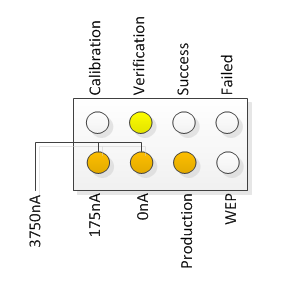 Calibration
Verification
Success
Failed
3750nA
175nA
0nA
Production
WEP